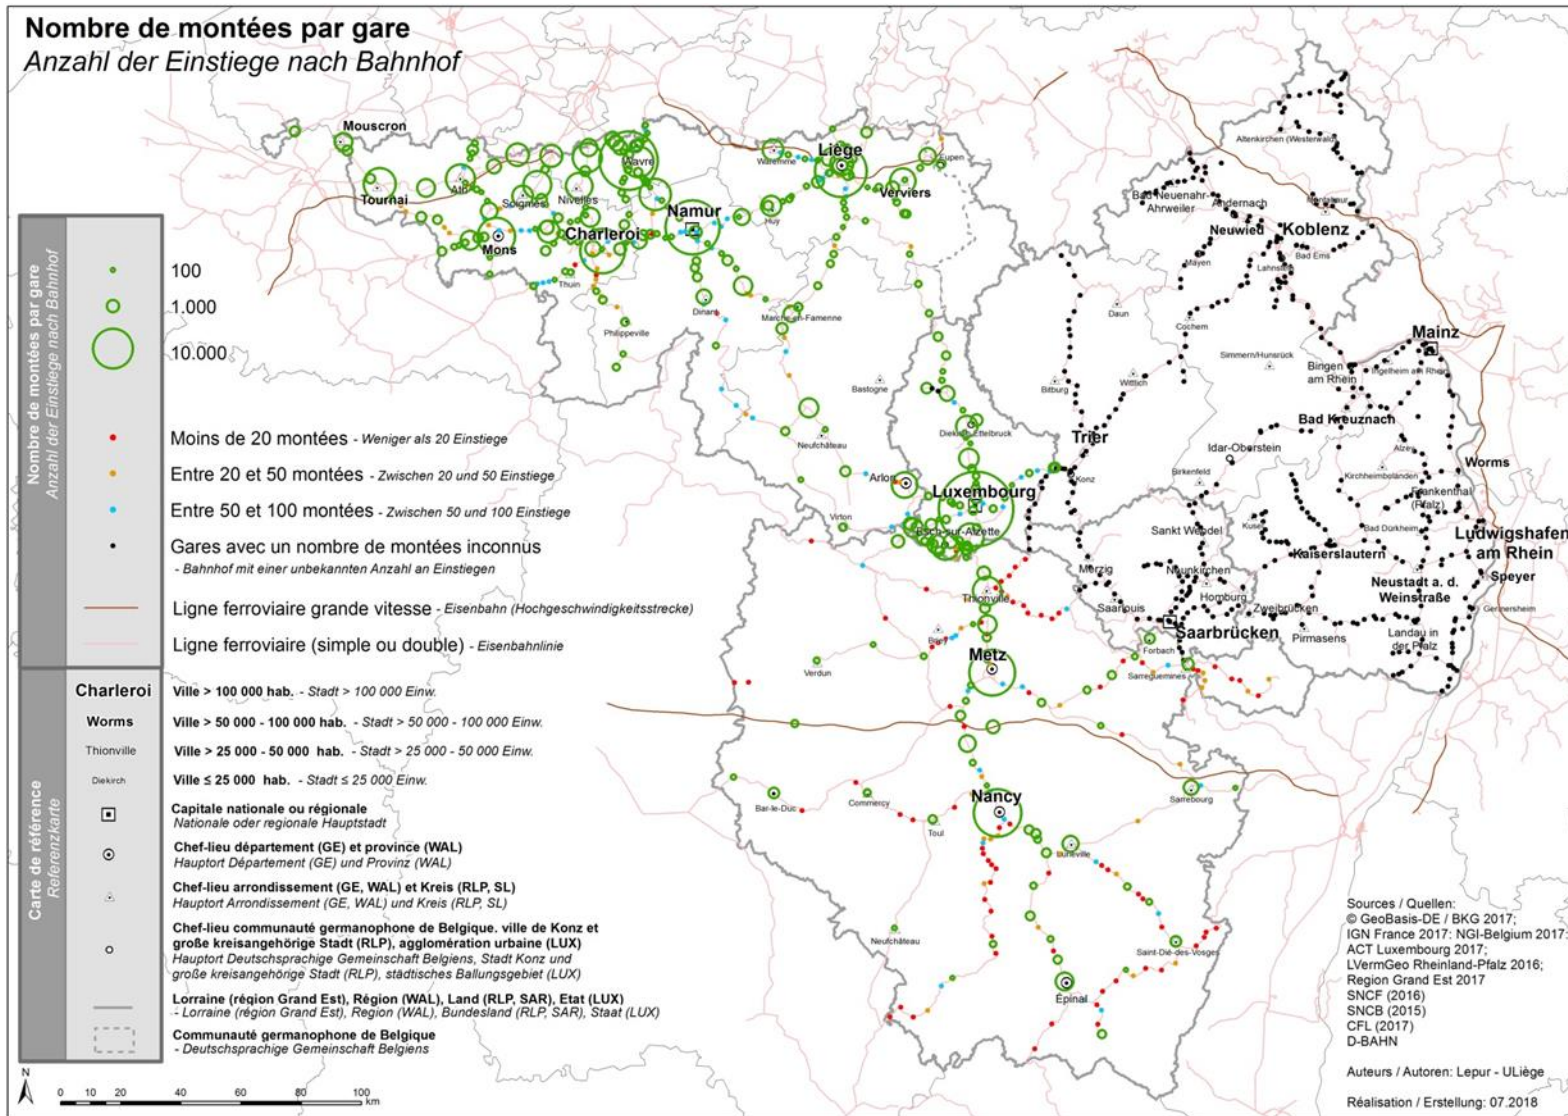 Nombre de montées par gare
Anzahl der Einstiege nach Bahnhof
Nombre de montées par gare
Anzahl der Einstiege nach Bahnhof
100
1.000
10.000
Moins de 20 montées - Weniger als 20 Einstiege
Entre 20 et 50 montées - Zwischen 20 und 50 Einstiege
Entre 50 et 100 montées - Zwischen 50 und 100 Einstiege
Gares avec un nombre de montées inconnus
- Bahnhof mit einer unbekannten Anzahl an Einstiegen
Ligne ferroviaire grande vitesse - Eisenbahn (Hochgeschwindigkeitsstrecke)
Ligne ferroviaire (simple ou double) - Eisenbahnlinie
Carte de référence
Referenzkarte
Charleroi Ville > 100 000 hab. - Stadt > 100 000 Einw.
Worms Ville > 50 000 - 100 000 hab. - Stadt > 50 000 - 100 000 Einw.
Thionville Ville > 25 000 - 50 000 hab. - Stadt > 25 000 - 50 000 Einw.
Diekirch Ville ≤ 25 000 hab. - Stadt ≤ 25 000 Einw.
Capitale nationale ou régionale
Nationale oder regionale Hauptstadt
Chef-lieu département (GE) et province (WAL)
Hauptort Département (GE) und Provinz (WAL)
Chef-lieu arrondissement (GE, WAL) et Kreis (RLP, SL)
Hauptort Arrondissement (GE, WAL) und Kreis (RLP, SL)
Chef-lieu communauté germanophone de Belgique. ville de Konz et
große kreisangehörige Stadt (RLP), agglomération urbaine (LUX)
Hauptort Deutschsprachige Gemeinschaft Belgiens, Stadt Konz und
große kreisangehörige Stadt (RLP), städtisches Ballungsgebiet (LUX)
Lorraine (région Grand Est), Région (WAL), Land (RLP, SAR), Etat (LUX)
- Lorraine (région Grand Est), Region (WAL), Bundesland (RLP, SAR), Staat (LUX)
Communauté germanophone de Belgique
- Deutschsprachige Gemeinschaft Belgiens
N
0 10 20 40 60 80 100
km
Mouscron
Tournai
Ath
Soignies
Nivelles
Wavre
Mons
Charleroi
Namur
Thuin
Philippeville
Dinant
Huy
Waremme
Liège
Verviers
Eupen
Marche-en-Famenne
Bastogne
Neufchâteau
Arlon
Virton
Diekirch Ettelbruck
Luxembourg
Esch-sur-Alzette
Thionville
Briey
Metz
Verdun
Forbach
Sarreguemines
Bar-le-Duc
Commercy
Toul
Nancy
Lunéville
Sarrebourg
Neufchâteau
Saint-Dié-des-Vosges
Épinal
Altenkirchen (Westerwald)
Bad Neuenahr-
Ahrweiler
Andernach
Neuwied
Montabaur
Koblenz
Bad Ems
Mayen
Lahnstein
Daun
Cochem
Simmern/Hunsrück
Mainz
Bingen
am Rhein
Ingelheim am Rhein
Bitburg
Wittlich
Trier
Konz
Bad Kreuznach
Idar-Oberstein
Birkenfeld
Alzey
Kirchheimbolanden
Worms
Frankenthal
(Pfalz)
Bad Dürkheim
Ludwigshafen
am Rhein
Kusel
Sankt Wendel
Kaiserslautern
Merzig
Neunkirchen
Homburg
Saarlouis
Saarbrücken
Zweibrücken
Pirmasens
Neustadt a. d.
Weinstraße
Speyer
Germersheim
Landau in
der Pfalz
Sources / Quellen:
© GeoBasis-DE / BKG 2017;
IGN France 2017: NGI-Belgium 2017:
ACT Luxembourg 2017;
LVermGeo Rheinland-Pfalz 2016;
Region Grand Est 2017
SNCF (2016)
SNCB (2015)
CFL (2017)
D-BAHN
Auteurs / Autoren: Lepur - ULiège
Réalisation / Erstellung: 07.2018